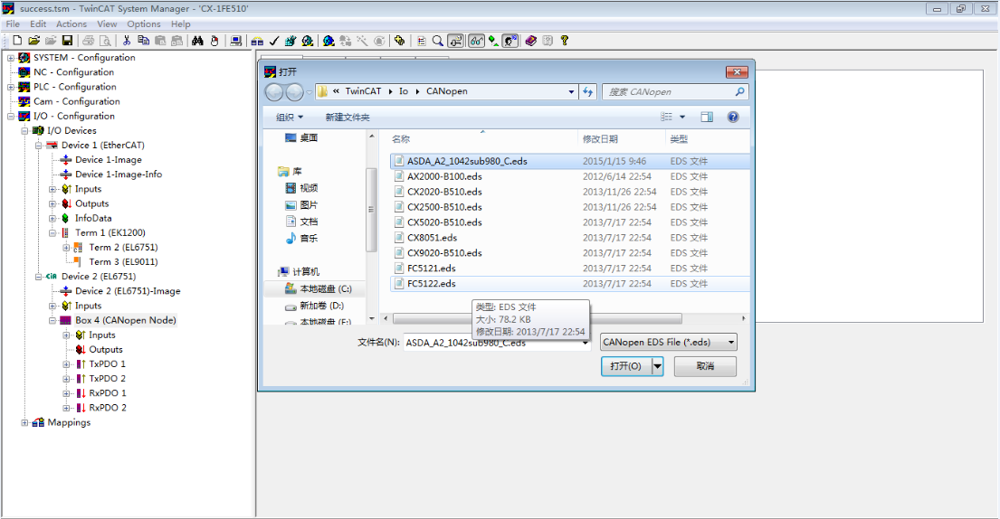 success.tsm - TwinCAT System Manager - 'CX-1FE510'
File Edit Actions View Options Help
SYSTEM - Configuration
NC - Configuration
PLC - Configuration
Cam - Configuration
I/O - Configuration
I/O Devices
Device 1 (EtherCAT)
Device 1-Image
Device 1-Image-Info
Inputs
Outputs
InfoData
Term 1 (EK1200)
Term 2 (EL6751)
Term 3 (EL9011)
Device 2 (EL6751)
Device 2 (EL6751)-Image
Inputs
Box 4 (CANopen Node)
Inputs
Outputs
TxPDO 1
TxPDO 2
RxPDO 1
RxPDO 2
Mappings
打开
« TwinCAT Io CANopen
搜索 CANopen
组织 新建文件夹
桌面
库
视频
图片
文档
音乐
计算机
本地磁盘 (C:)
新加卷 (D:)
本地磁盘 (E:)
名称 修改日期 类型
ASDA_A2_1042sub980_C.eds 2015/1/15 9:46 EDS 文件
AX2000-B100.eds 2012/6/14 22:54 EDS 文件
CX2020-B510.eds 2013/11/26 22:54 EDS 文件
CX2500-B510.eds 2013/11/26 22:54 EDS 文件
CX5020-B510.eds 2013/7/17 22:54 EDS 文件
CX8051.eds 2013/7/17 22:54 EDS 文件
CX9020-B510.eds 2013/7/17 22:54 EDS 文件
FC5121.eds 2013/7/17 22:54 EDS 文件
FC5122.eds 2013/7/17 22:54 EDS 文件
类型: EDS 文件
大小: 78.2 KB
修改日期: 2013/7/17 22:54
文件名(N): ASDA_A2_1042sub980_C.eds
CANopen EDS File (*.eds)
打开(O) 取消